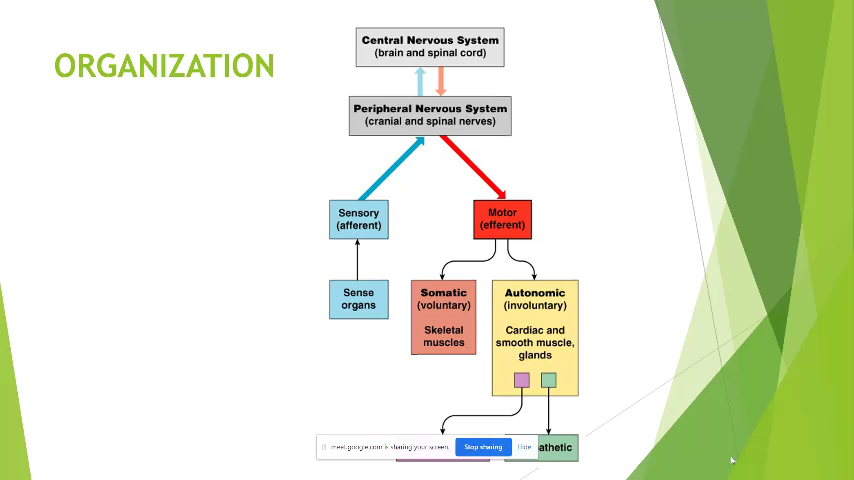 ORGANIZATION
Central Nervous System
(brain and spinal cord)
Peripheral Nervous System
(cranial and spinal nerves)
Sensory
(afferent)
Motor
(efferent)
Sense
organs
Somatic
(voluntary)
Skeletal
muscles
Autonomic
(involuntary)
Cardiac and
smooth muscle,
glands
meet.google.com is sharing your screen.
Stop sharing
Hide
athetic